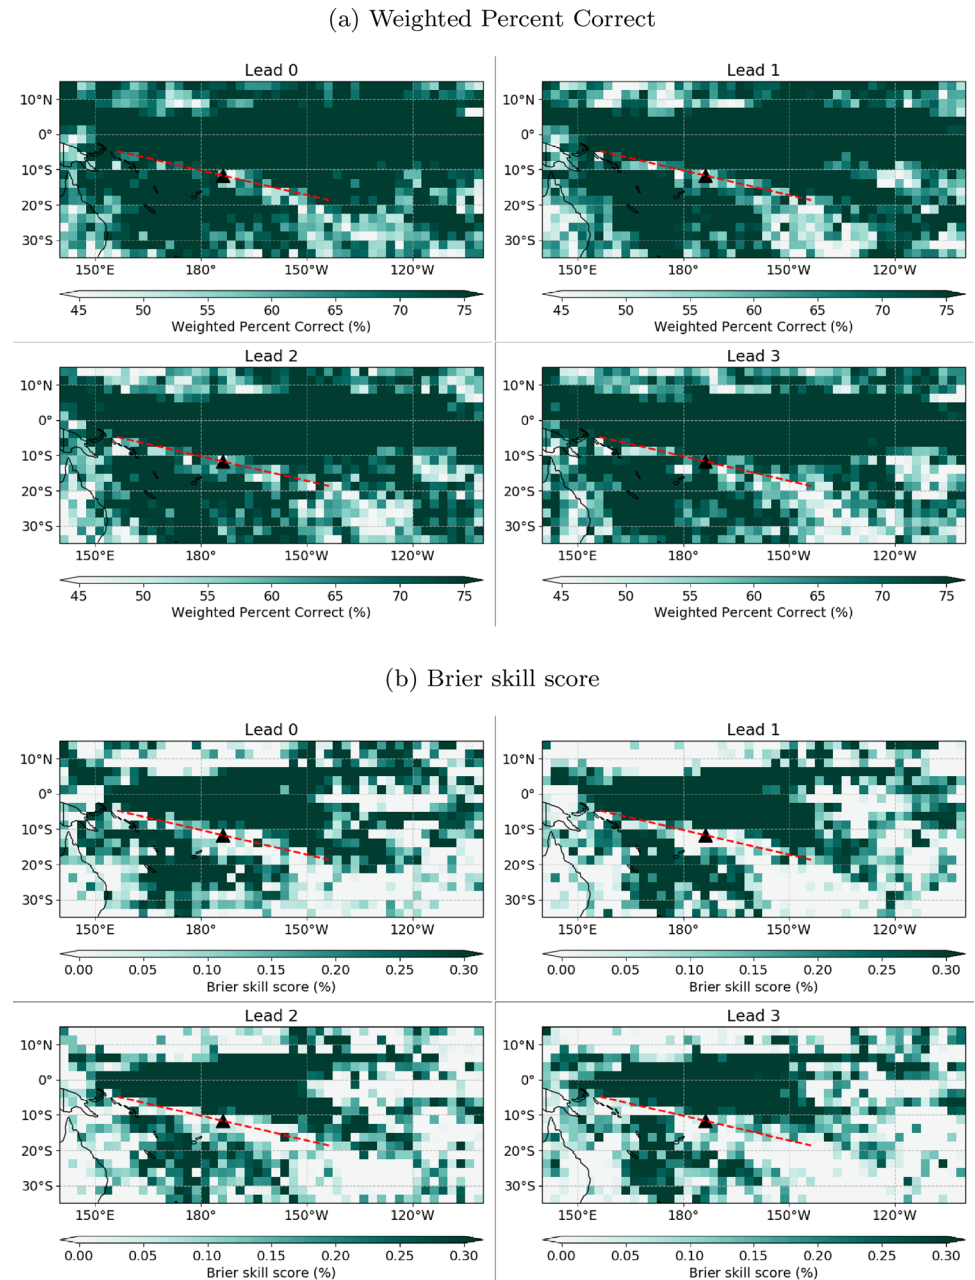 (a) Weighted Percent Correct
Lead 0
10°N
0°
10°S
20°S
30°S
150°E 180° 150°W 120°W
45 50 55 60 65 70 75
Weighted Percent Correct (%)
Lead 1
10°N
0°
10°S
20°S
30°S
150°E 180° 150°W 120°W
45 50 55 60 65 70 75
Weighted Percent Correct (%)
Lead 2
10°N
0°
10°S
20°S
30°S
150°E 180° 150°W 120°W
45 50 55 60 65 70 75
Weighted Percent Correct (%)
Lead 3
10°N
0°
10°S
20°S
30°S
150°E 180° 150°W 120°W
45 50 55 60 65 70 75
Weighted Percent Correct (%)
(b) Brier skill score
Lead 0
10°N
0°
10°S
20°S
30°S
150°E 180° 150°W 120°W
0.00 0.05 0.10 0.15 0.20 0.25 0.30
Brier skill score (%)
Lead 1
10°N
0°
10°S
20°S
30°S
150°E 180° 150°W 120°W
0.00 0.05 0.10 0.15 0.20 0.25 0.30
Brier skill score (%)
Lead 2
10°N
0°
10°S
20°S
30°S
150°E 180° 150°W 120°W
0.00 0.05 0.10 0.15 0.20 0.25 0.30
Brier skill score (%)
Lead 3
10°N
0°
10°S
20°S
30°S
150°E 180° 150°W 120°W
0.00 0.05 0.10 0.15 0.20 0.25 0.30
Brier skill score (%)